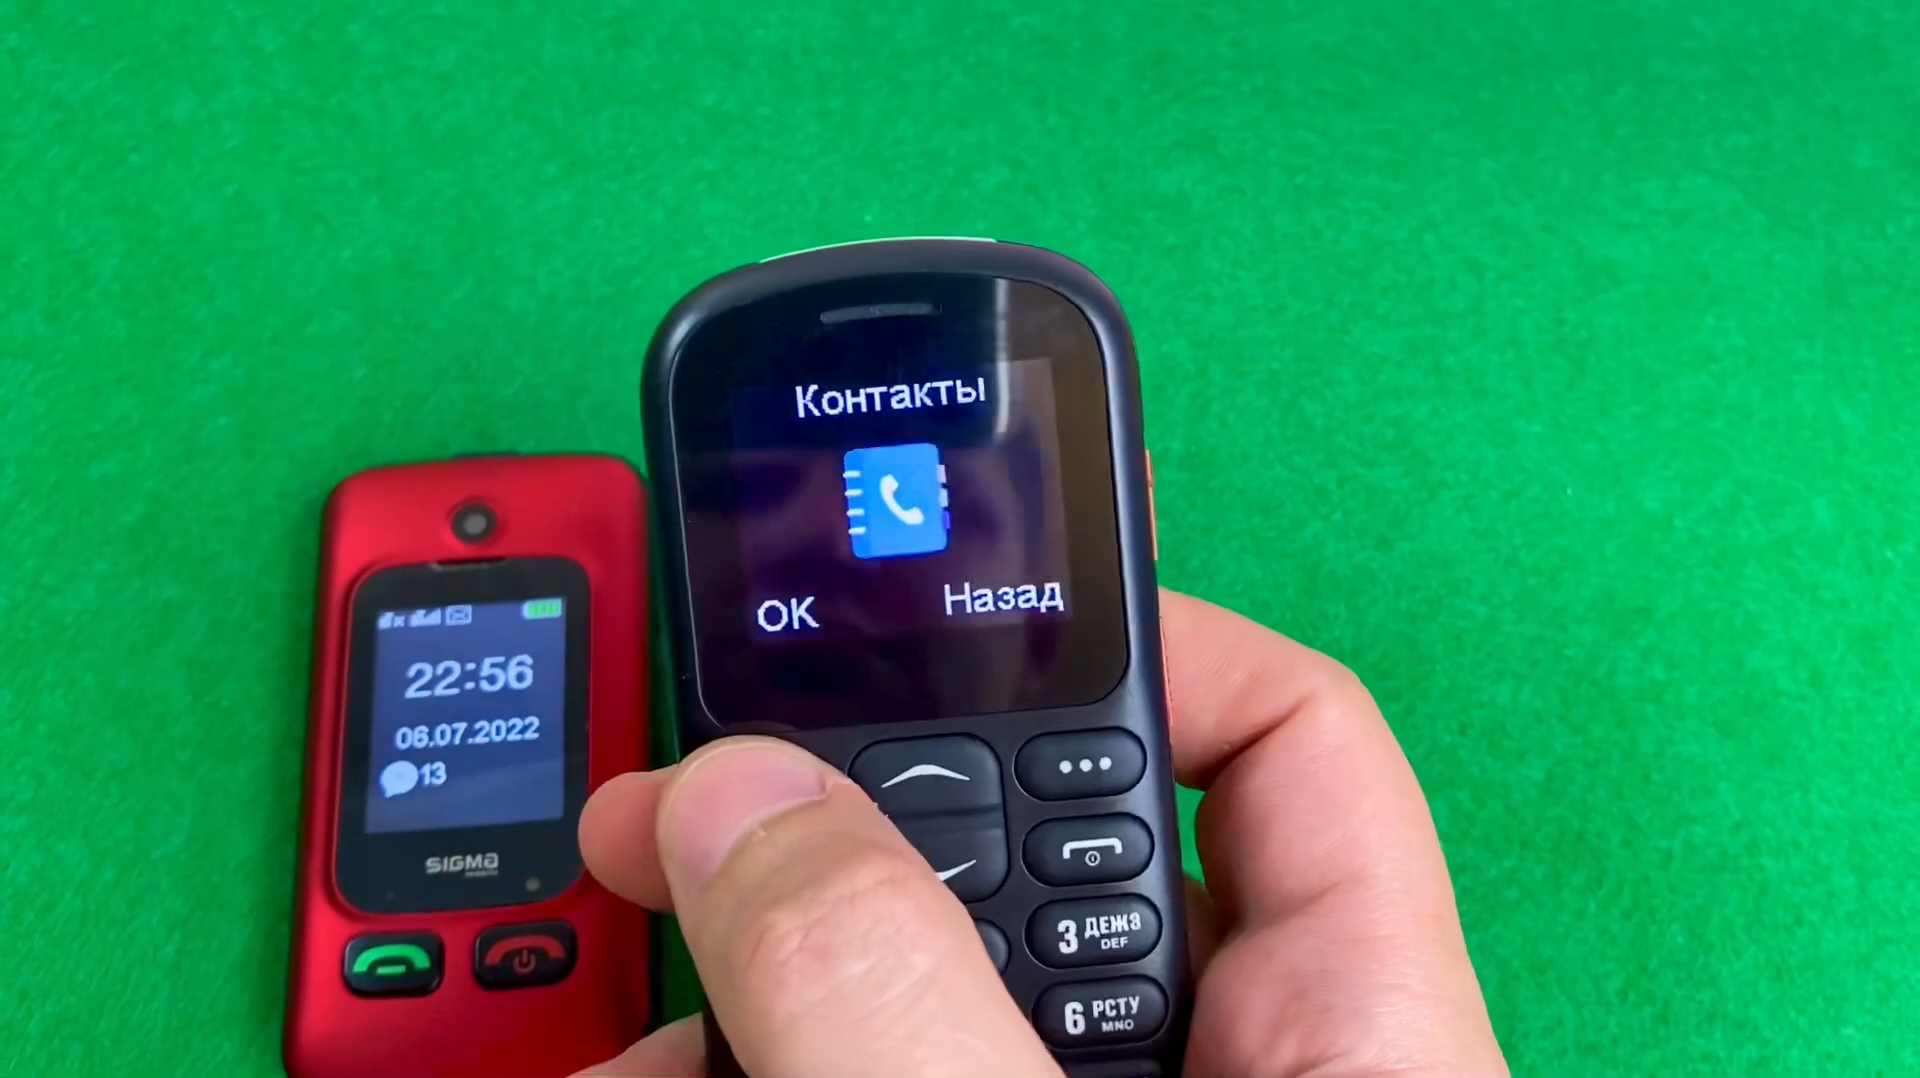 Контакты
OK
Назад
22:56
06.07.2022
13
SIGMA
3 ДЕЖЗ
DEF
6 РСТУ
MNO